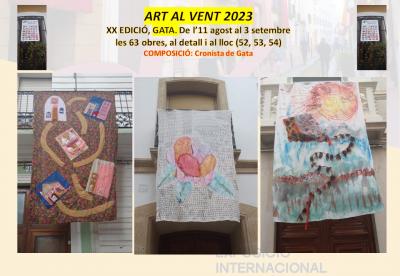 ART AL VENT 2023
XX EDICIÓ, GATA. De l'11 agost al 3 setembre
les 63 obres, al detall i al lloc (52, 53, 54)
COMPOSICIÓ: Cronista de Gata
EXPOSICIÓ
INTERNACIONAL